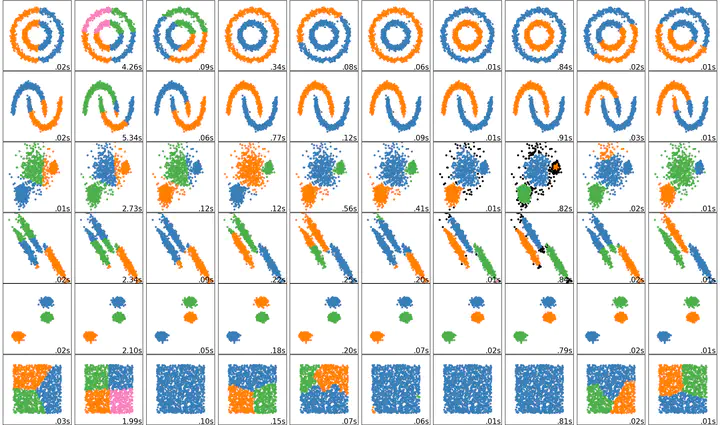 .02s 4.26s .09s .34s .08s .06s .01s .84s .02s .01s
.02s 5.34s .06s .77s .12s .09s .01s .91s .03s .01s
.01s 2.73s .12s .12s .56s .41s .01s .82s .02s .01s
.02s 2.34s .09s .20s .01s .02s .01s
.02s 2.10s .05s .18s .20s .07s .02s .79s .02s .01s
.03s 1.99s .10s .15s .07s .06s .01s .81s .02s .01s